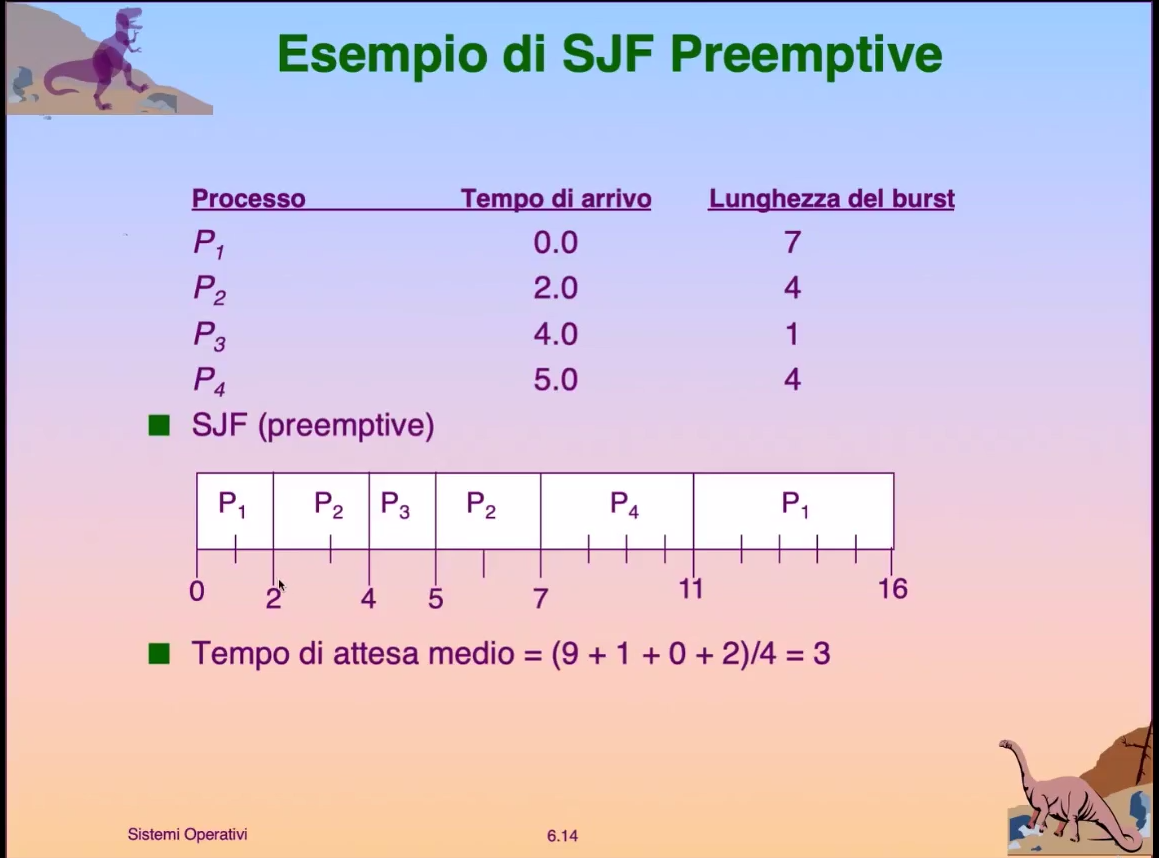 Esempio di SJF Preemptive
Processo Tempo di arrivo Lunghezza del burst
P1 0.0 7
P2 2.0 4
P3 4.0 1
P4 5.0 4
SJF (preemptive)
P1 P2 P3 P2 P4 P1
0 2 4 5 7 11 16
Tempo di attesa medio = (9 + 1 + 0 + 2)/4 = 3
Sistemi Operativi 6.14